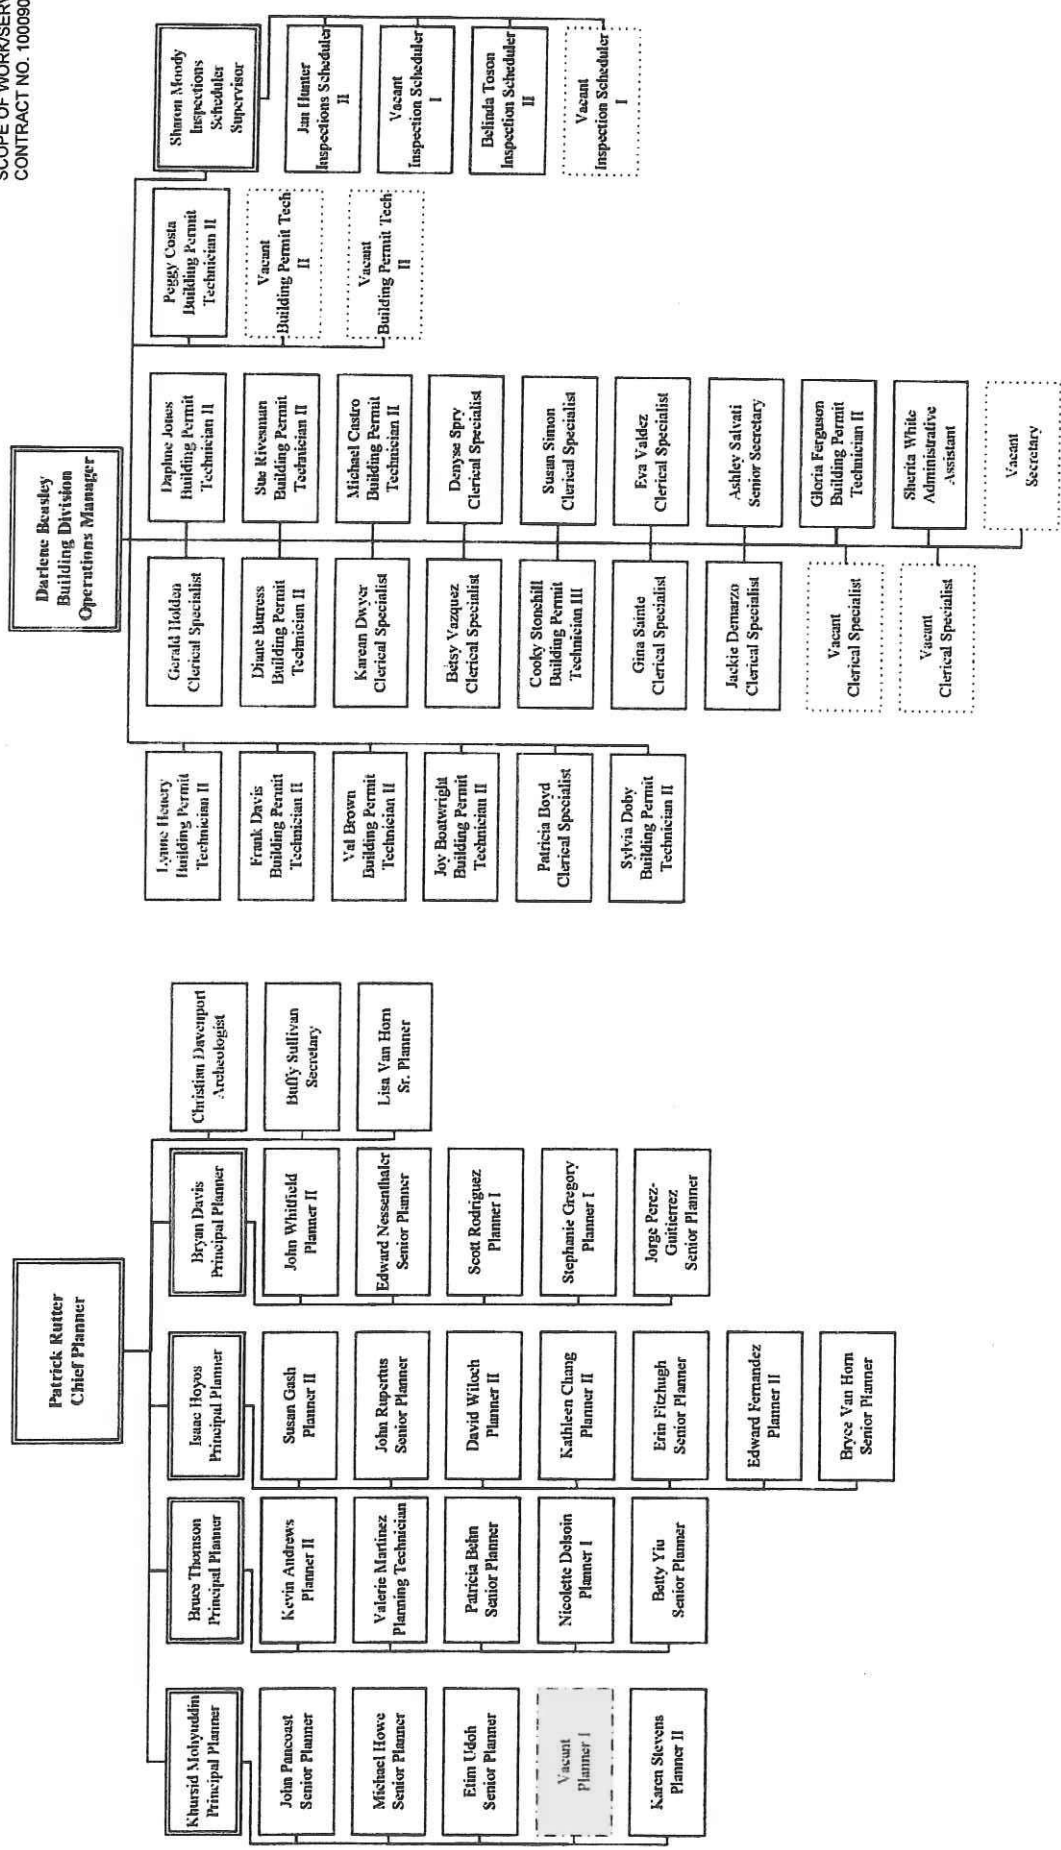 SCOPE OF WORK/SERV
CONTRACT NO. 100090
Patrick Rutter
Chief Planner
Khursid Mohyuddin
Principal Planner
John Pancoast
Senior Planner
Michael Howe
Senior Planner
Etim Udoh
Senior Planner
Vacant
Planner I
Karen Stevens
Planner II
Bruce Thomson
Principal Planner
Kevin Andrews
Planner II
Valerie Martinez
Planning Technician
Patricia Behn
Senior Planner
Nicolette Delsoin
Planner I
Betty Yiu
Senior Planner
Isaac Hoyos
Principal Planner
Susan Gash
Planner II
John Rupertus
Senior Planner
David Wiloch
Planner II
Kathleen Chang
Planner II
Erin Fitzhugh
Senior Planner
Edward Fernandez
Planner II
Bryce Van Horn
Senior Planner
Bryan Davis
Principal Planner
John Whitfield
Planner II
Edward Nessenthaler
Senior Planner
Scott Rodriguez
Planner I
Stephanie Gregory
Planner I
Jorge Perez-
Gutierrez
Senior Planner
Christian Davenport
Archeologist
Buffy Sullivan
Secretary
Lisa Van Horn
Sr. Planner
Darlene Beasley
Building Division
Operations Manager
Lynne Henery
Building Permit
Technician II
Frank Davis
Building Permit
Technician II
Val Brown
Building Permit
Technician II
Joy Boatwright
Building Permit
Technician II
Patricia Boyd
Clerical Specialist
Sylvia Doby
Building Permit
Technician II
Gerald Holden
Clerical Specialist
Diane Burress
Building Permit
Technician II
Karean Dwyer
Clerical Specialist
Betsy Vazquez
Clerical Specialist
Cooky Stonehill
Building Permit
Technician III
Gina Sainte
Clerical Specialist
Jackie Demarzo
Clerical Specialist
Vacant
Clerical Specialist
Vacant
Clerical Specialist
Daphne Jones
Building Permit
Technician II
Sue Rivesman
Building Permit
Technician II
Michael Castro
Building Permit
Technician II
Denyse Spry
Clerical Specialist
Susan Simon
Clerical Specialist
Eva Valdez
Clerical Specialist
Ashley Salvati
Senior Secretary
Gloria Ferguson
Building Permit
Technician II
Sherita White
Administrative
Assistant
Vacant
Secretary
Peggy Costa
Building Permit
Technician II
Vacant
Building Permit Tech
II
Vacant
Building Permit Tech
II
Sharon Moody
Inspections
Scheduler
Supervisor
Jan Hunter
Inspections Scheduler
II
Vacant
Inspection Scheduler
I
Belinda Toson
Inspection Scheduler
II
Vacant
Inspection Scheduler
I